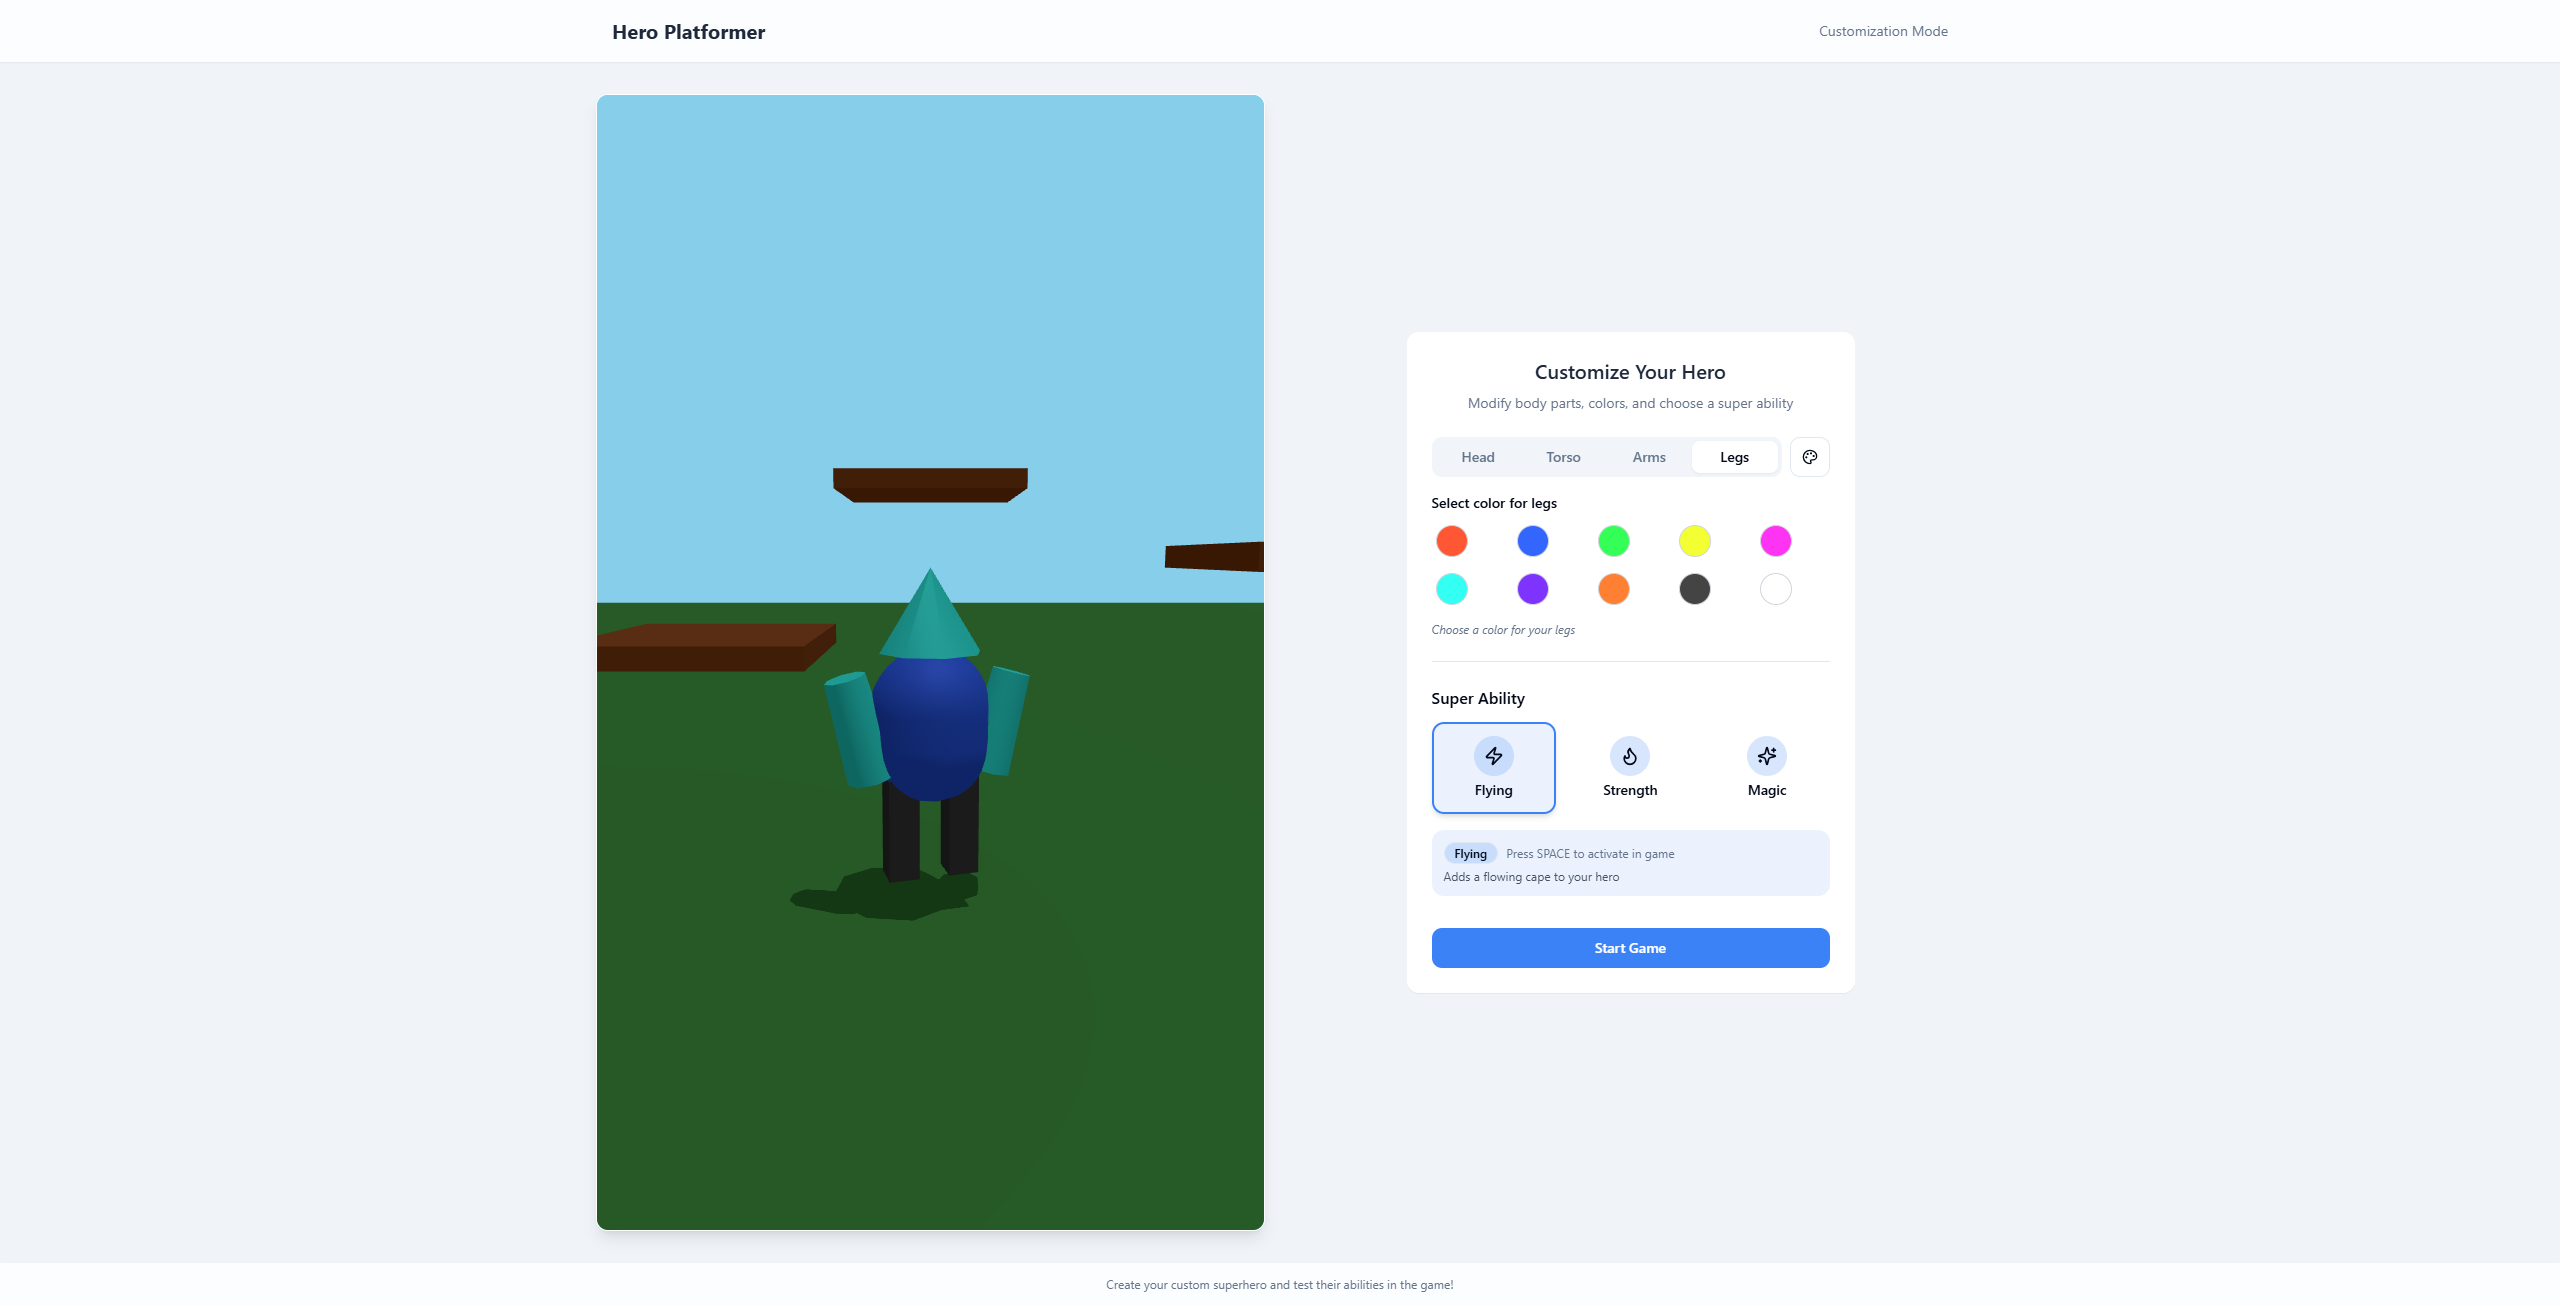 Hero Platformer
Customization Mode
Customize Your Hero
Modify body parts, colors, and choose a super ability
Head Torso Arms Legs
Select color for legs
Choose a color for your legs
Super Ability
Flying Strength Magic
Flying Press SPACE to activate in game
Adds a flowing cape to your hero
Start Game
Create your custom superhero and test their abilities in the game!